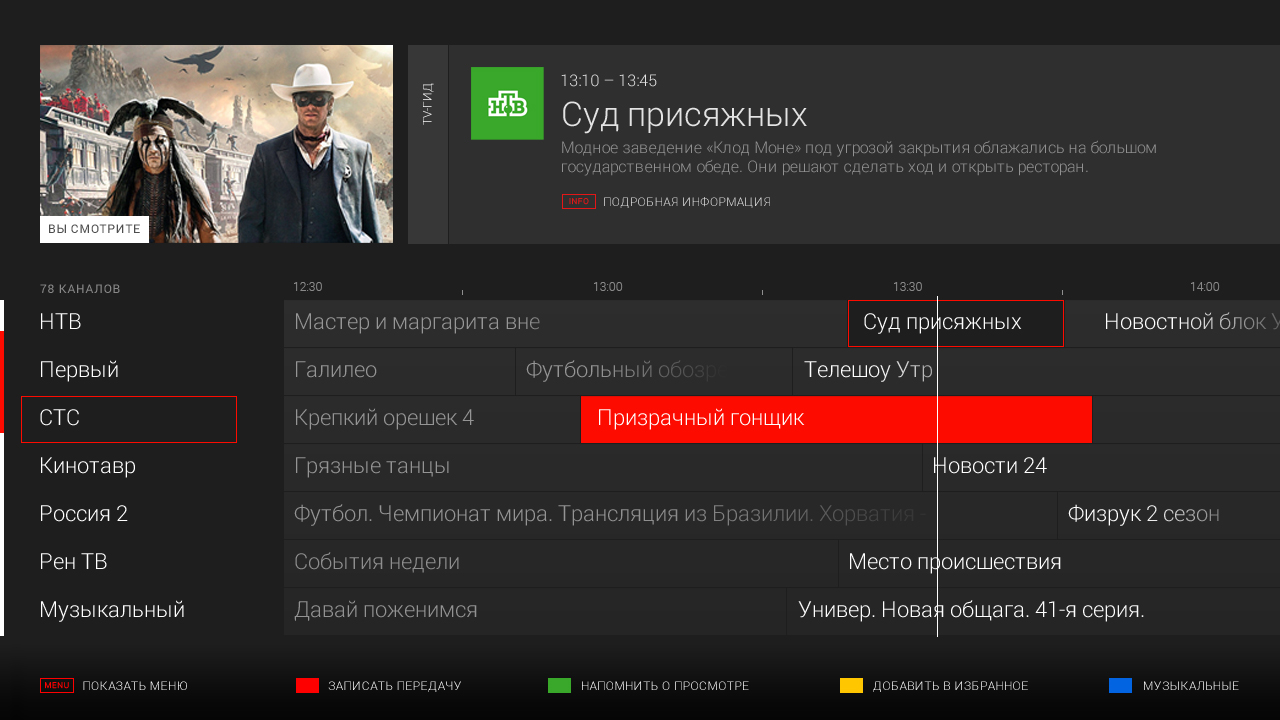 ВЫ СМОТРИТЕ
TV-ГИД
НТВ
13:10 – 13:45
Суд присяжных
Модное заведение «Клод Моне» под угрозой закрытия облажались на большом
государственном обеде. Они решают сделать ход и открыть ресторан.
INFO ПОДРОБНАЯ ИНФОРМАЦИЯ
78 КАНАЛОВ 12:30 13:00 13:30 14:00
НТВ Мастер и маргарита вне Суд присяжных Новостной блок
Первый Галилео Футбольный обозр Телешоу Утр
СТС Крепкий орешек 4 Призрачный гонщик
Кинотавр Грязные танцы Новости 24
Россия 2 Футбол. Чемпионат мира. Трансляция из Бразилии. Хорватия - Физрук 2 сезон
Рен ТВ События недели Место происшествия
Музыкальный Давай поженимся Универ. Новая общага. 41-я серия.
MENU ПОКАЗАТЬ МЕНЮ ЗАПИСАТЬ ПЕРЕДАЧУ НАПОМНИТЬ О ПРОСМОТРЕ ДОБАВИТЬ В ИЗБРАННОЕ МУЗЫКАЛЬНЫЕ